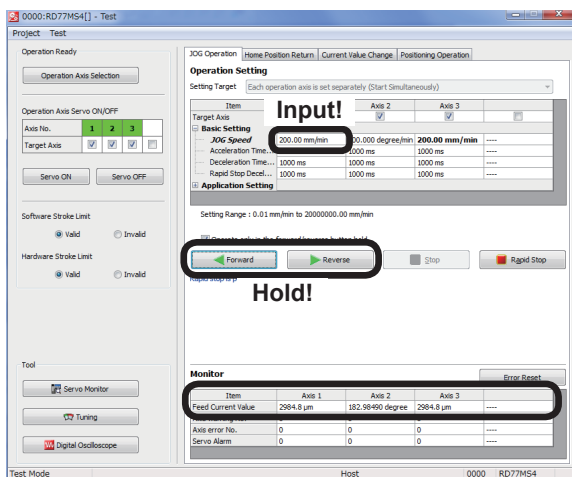 0000:RD77MS4[] - Test
Project Test
Operation Ready
Operation Axis Selection
Operation Axis Servo ON/OFF
Axis No. 1 2 3
Target Axis
Servo ON Servo OFF
Software Stroke Limit
Valid Invalid
Hardware Stroke Limit
Valid Invalid
Tool
Servo Monitor
Tuning
Digital Oscilloscope
JOG Operation Home Position Return Current Value Change Positioning Operation
Operation Setting
Setting Target Each operation axis is set separately (Start Simultaneously)
Item Axis 2 Axis 3
Input!
Target Axis
Basic Setting
JOG Speed 200.00 mm/min 200.00 mm/min ----
Acceleration Time... 1000 ms 1000 ms ----
Deceleration Time... 1000 ms 1000 ms 1000 ms ----
Rapid Stop Decel... 1000 ms 1000 ms 1000 ms ----
Application Setting
Setting Range : 0.01 mm/min to 20000000.00 mm/min
Forward Reverse Stop Rapid Stop
Hold!
Monitor Error Reset
Item Axis 1 Axis 2 Axis 3
Feed Current Value 2984.8 µm 182.98490 degree 2984.8 µm ----
Axis error No. 0 0 0 ----
Servo Alarm 0 0 0 ----
Test Mode Host 0000 RD77MS4